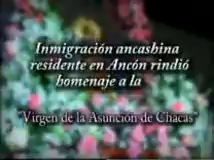 Inmigración ancashina
residente en Ancón rindió
homenaje a la
"Virgen de la Asunción de Chacas"